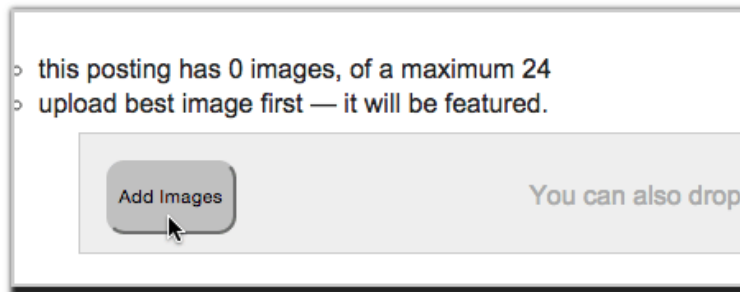 this posting has 0 images, of a maximum 24
upload best image first — it will be featured.
Add Images
You can also drop